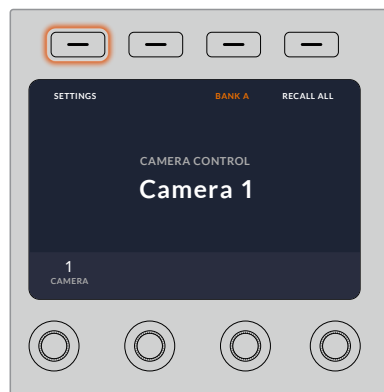 SETTINGS BANK A RECALL ALL
CAMERA CONTROL
Camera 1
1
CAMERA